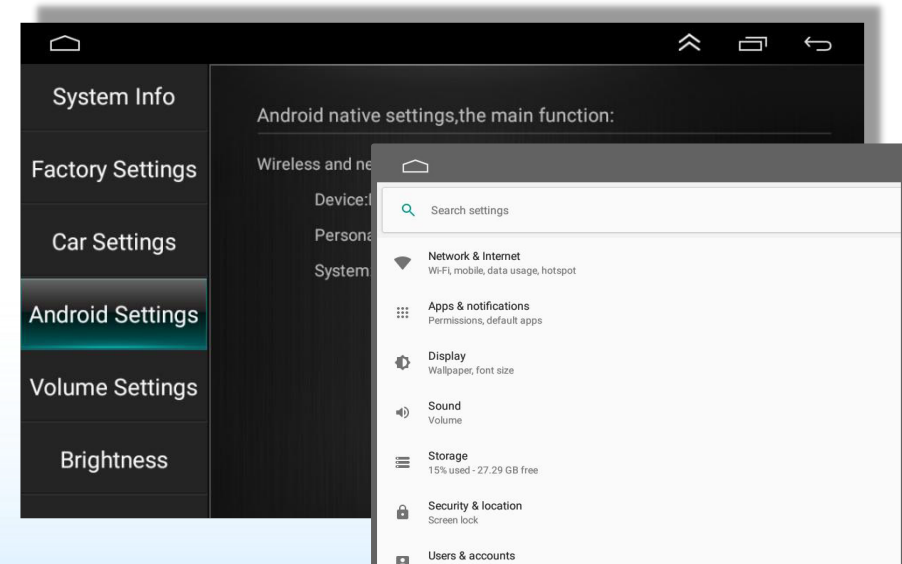 System Info
Factory Settings
Car Settings
Android Settings
Volume Settings
Brightness
Android native settings,the main function:
Wireless and
Device:
System
Search settings
Network & Internet
Wi-Fi, mobile, data usage, hotspot
Apps & notifications
Permissions, default apps
Display
Wallpaper, font size
Sound
Volume
Storage
15% used - 27.29 GB free
Security & location
Screen lock
Users & accounts